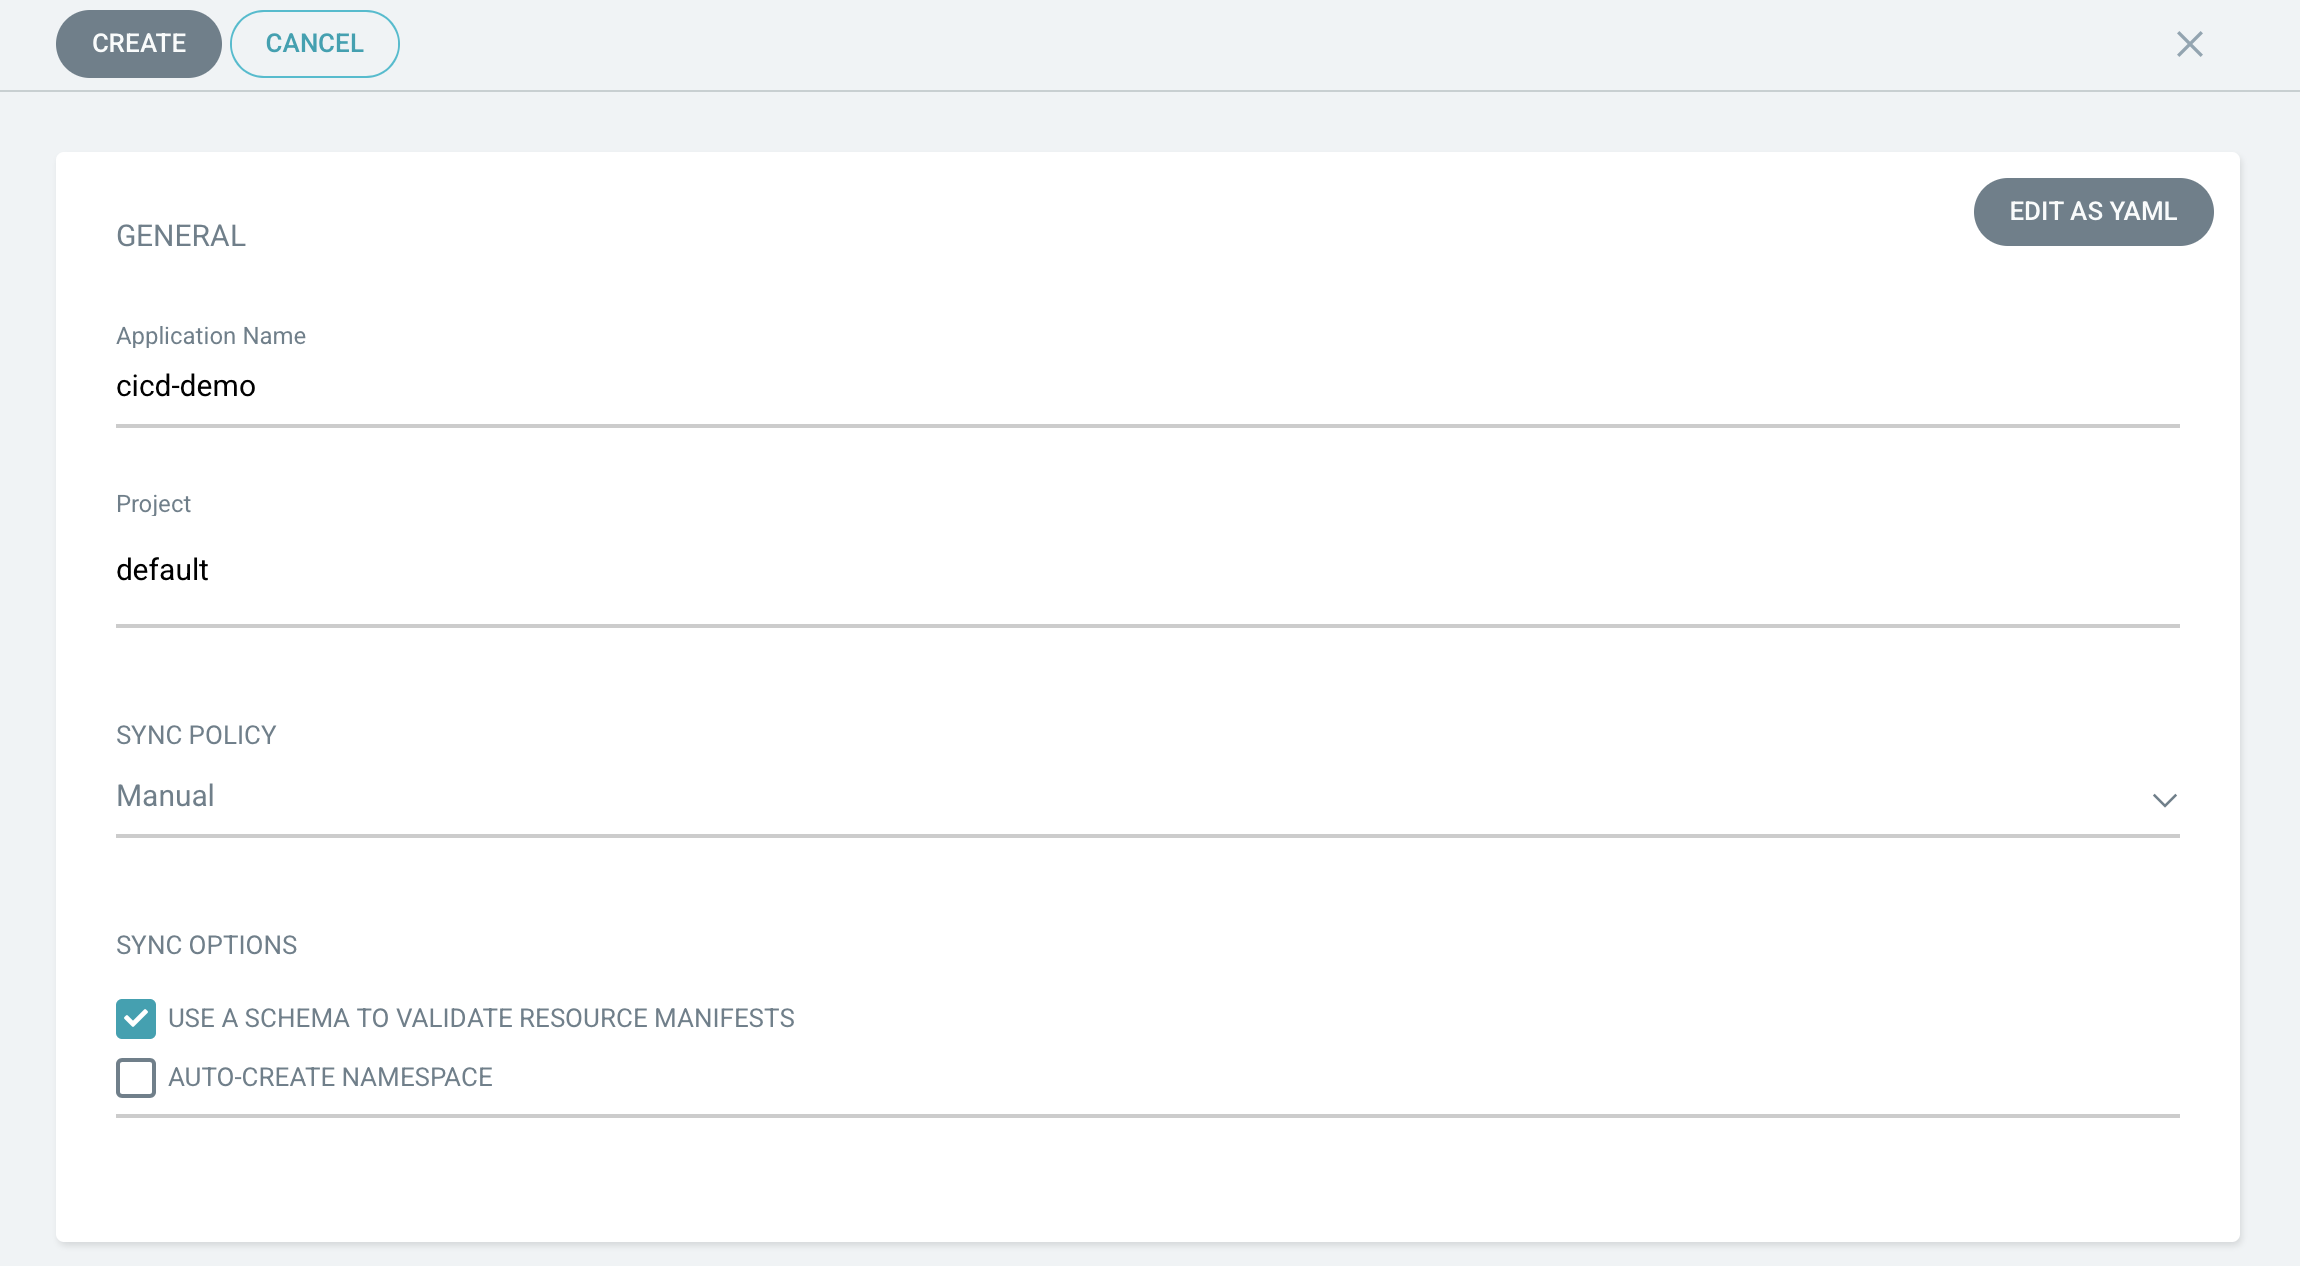 CREATE CANCEL
GENERAL
EDIT AS YAML
Application Name
cicd-demo
Project
default
SYNC POLICY
Manual
SYNC OPTIONS
USE A SCHEMA TO VALIDATE RESOURCE MANIFESTS
AUTO-CREATE NAMESPACE